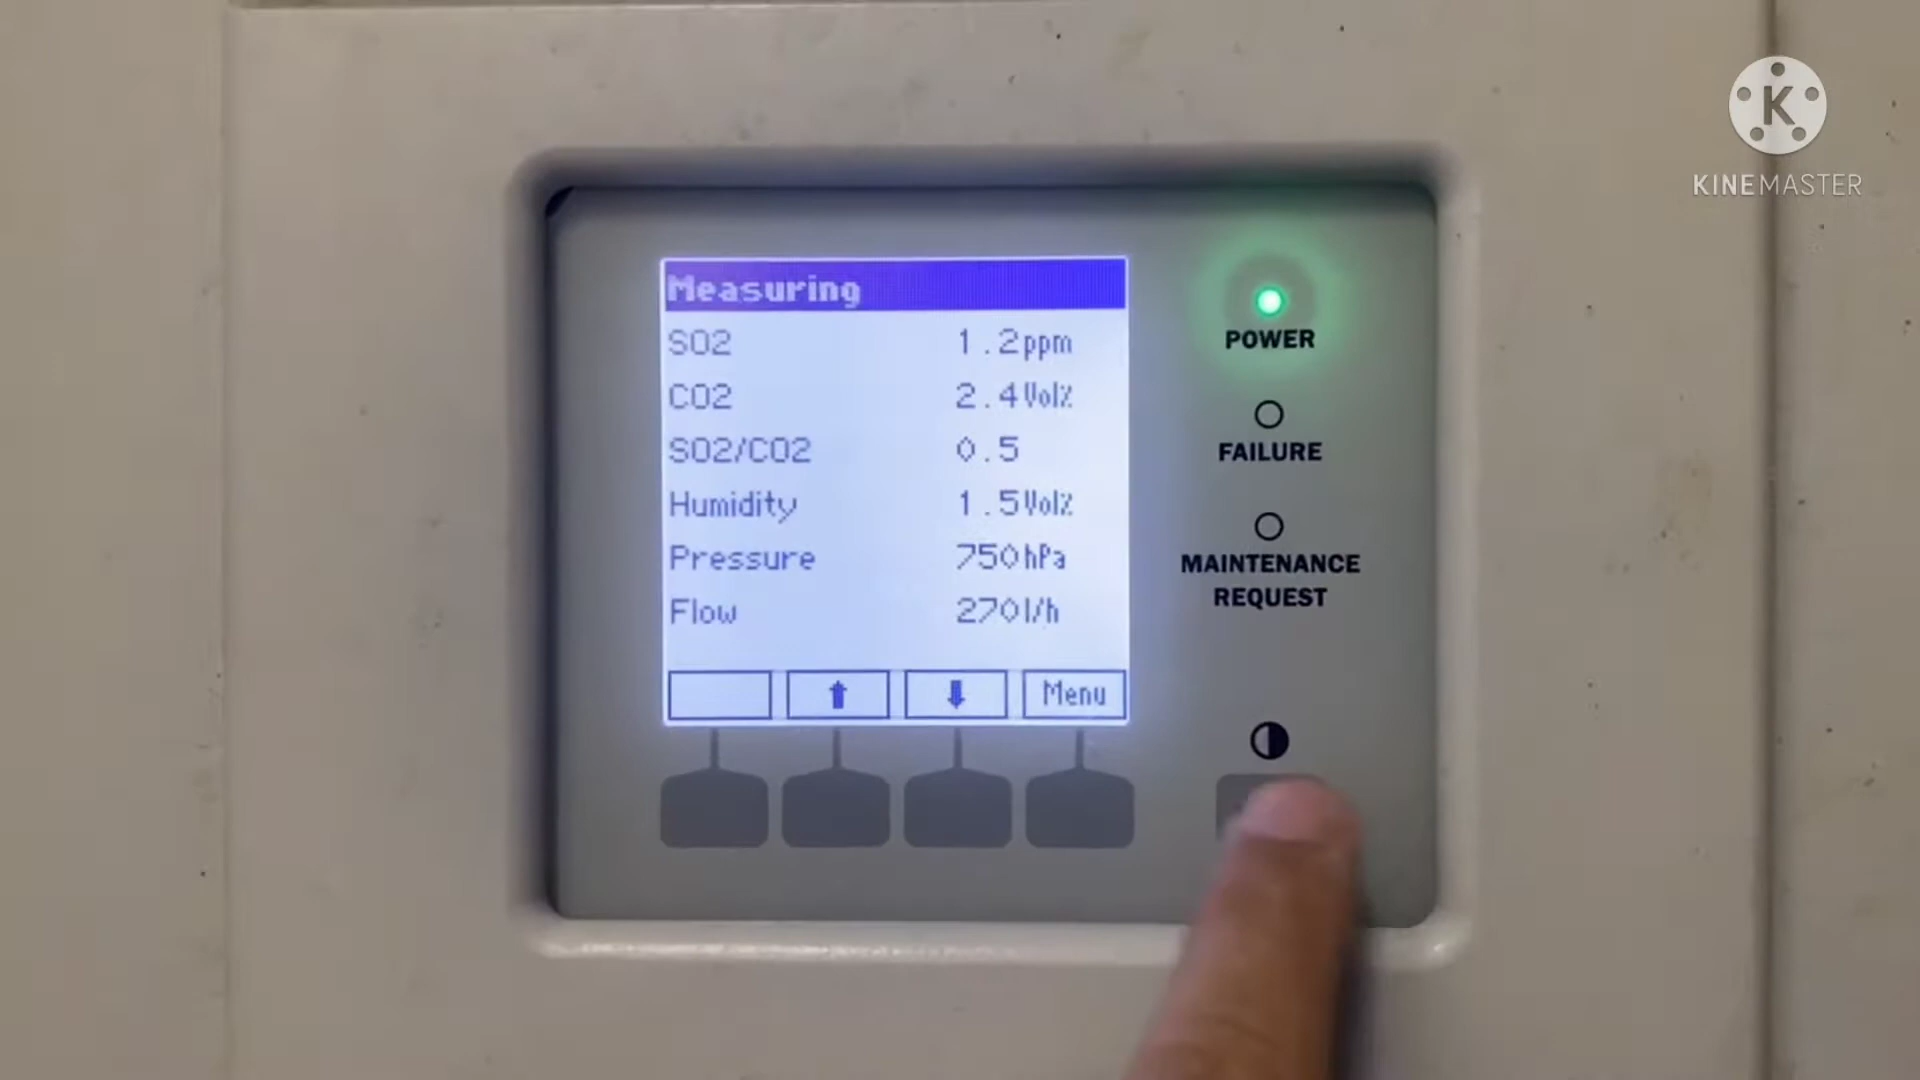 Measuring
SO2 1.2ppm
CO2 2.4Vol%
SO2/CO2 0.5
Humidity 1.5Vol%
Pressure 750hPa
Flow 270l/h
Menu
POWER
FAILURE
MAINTENANCE
REQUEST
K
KINEMASTER